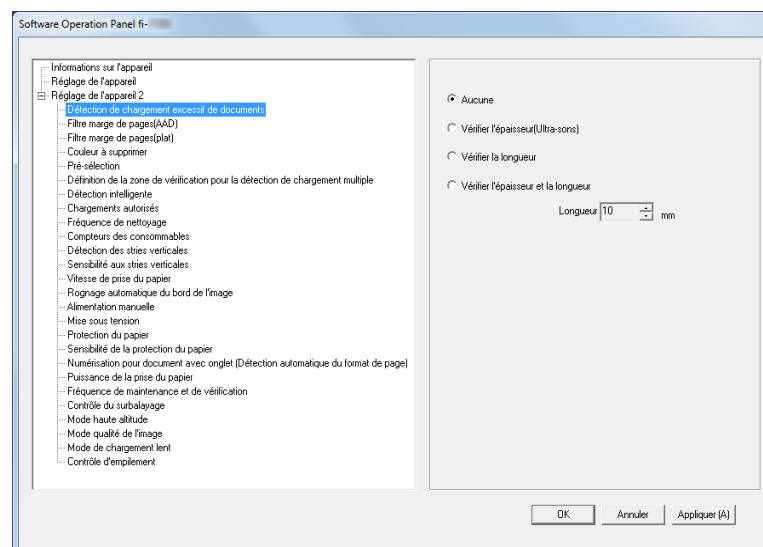 Software Operation Panel fi-
Informations sur l'appareil
Réglage de l'appareil
Réglage de l'appareil 2
Détection de chargement excessif de documents
Filtre marge de pages(AAD)
Filtre marge de pages(plat)
Couleur à supprimer
Pré-sélection
Définition de la zone de vérification pour la détection de chargement multiple
Détection intelligente
Chargements autorisés
Fréquence de nettoyage
Compteurs des consommables
Détection des stries verticales
Sensibilité aux stries verticales
Vitesse de prise du papier
Rognage automatique du bord de l'image
Alimentation manuelle
Mise sous tension
Protection du papier
Sensibilité de la protection du papier
Numérisation pour document avec onglet (Détection automatique du format de page)
Puissance de la prise du papier
Fréquence de maintenance et de vérification
Contrôle du surbalayage
Mode haute altitude
Mode qualité de l'image
Mode de chargement lent
Contrôle d'empilement
Aucune
Vérifier l'épaisseur(Ultra-sons)
Vérifier la longueur
Vérifier l'épaisseur et la longueur
Longueur 10 mm
OK Annuler Appliquer (A)